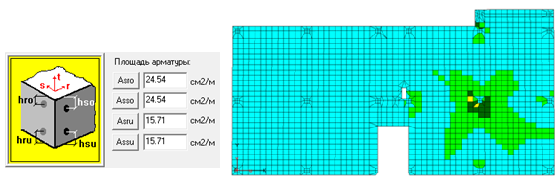 Площадь арматуры:
t
s r
hro hso
hru hsu
Asro 24.54 см2/м
Asso 24.54 см2/м
Asru 15.71 см2/м
Assu 15.71 см2/м